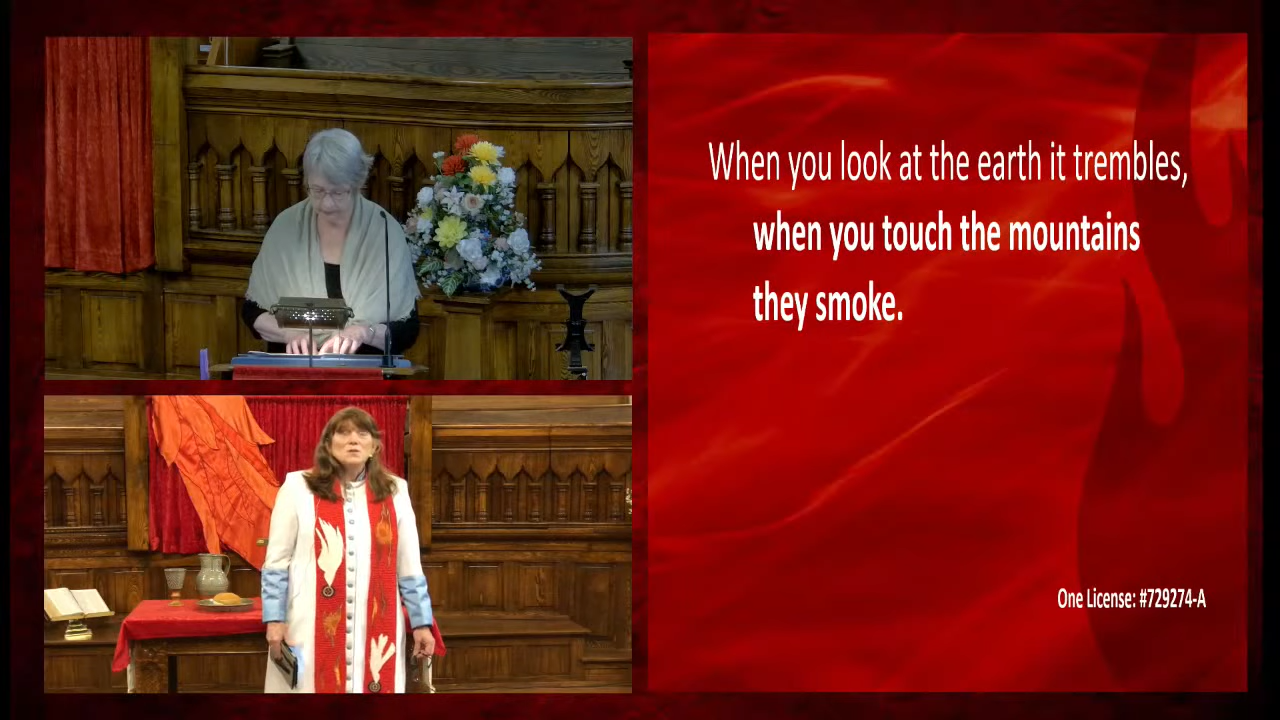 When you look at the earth it trembles,
when you touch the mountains
they smoke.
One License: #729274-A